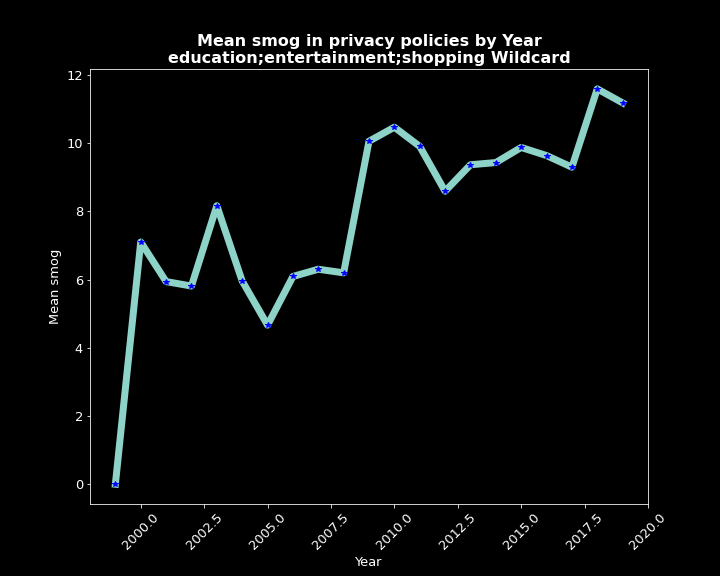 Mean smog in privacy policies by Year
education;entertainment;shopping Wildcard
12
10
8
6
4
2
0
Mean smog
2000.0 2002.5 2005.0 2007.5 2010.0 2012.5 2015.0 2017.5 2020.0
Year